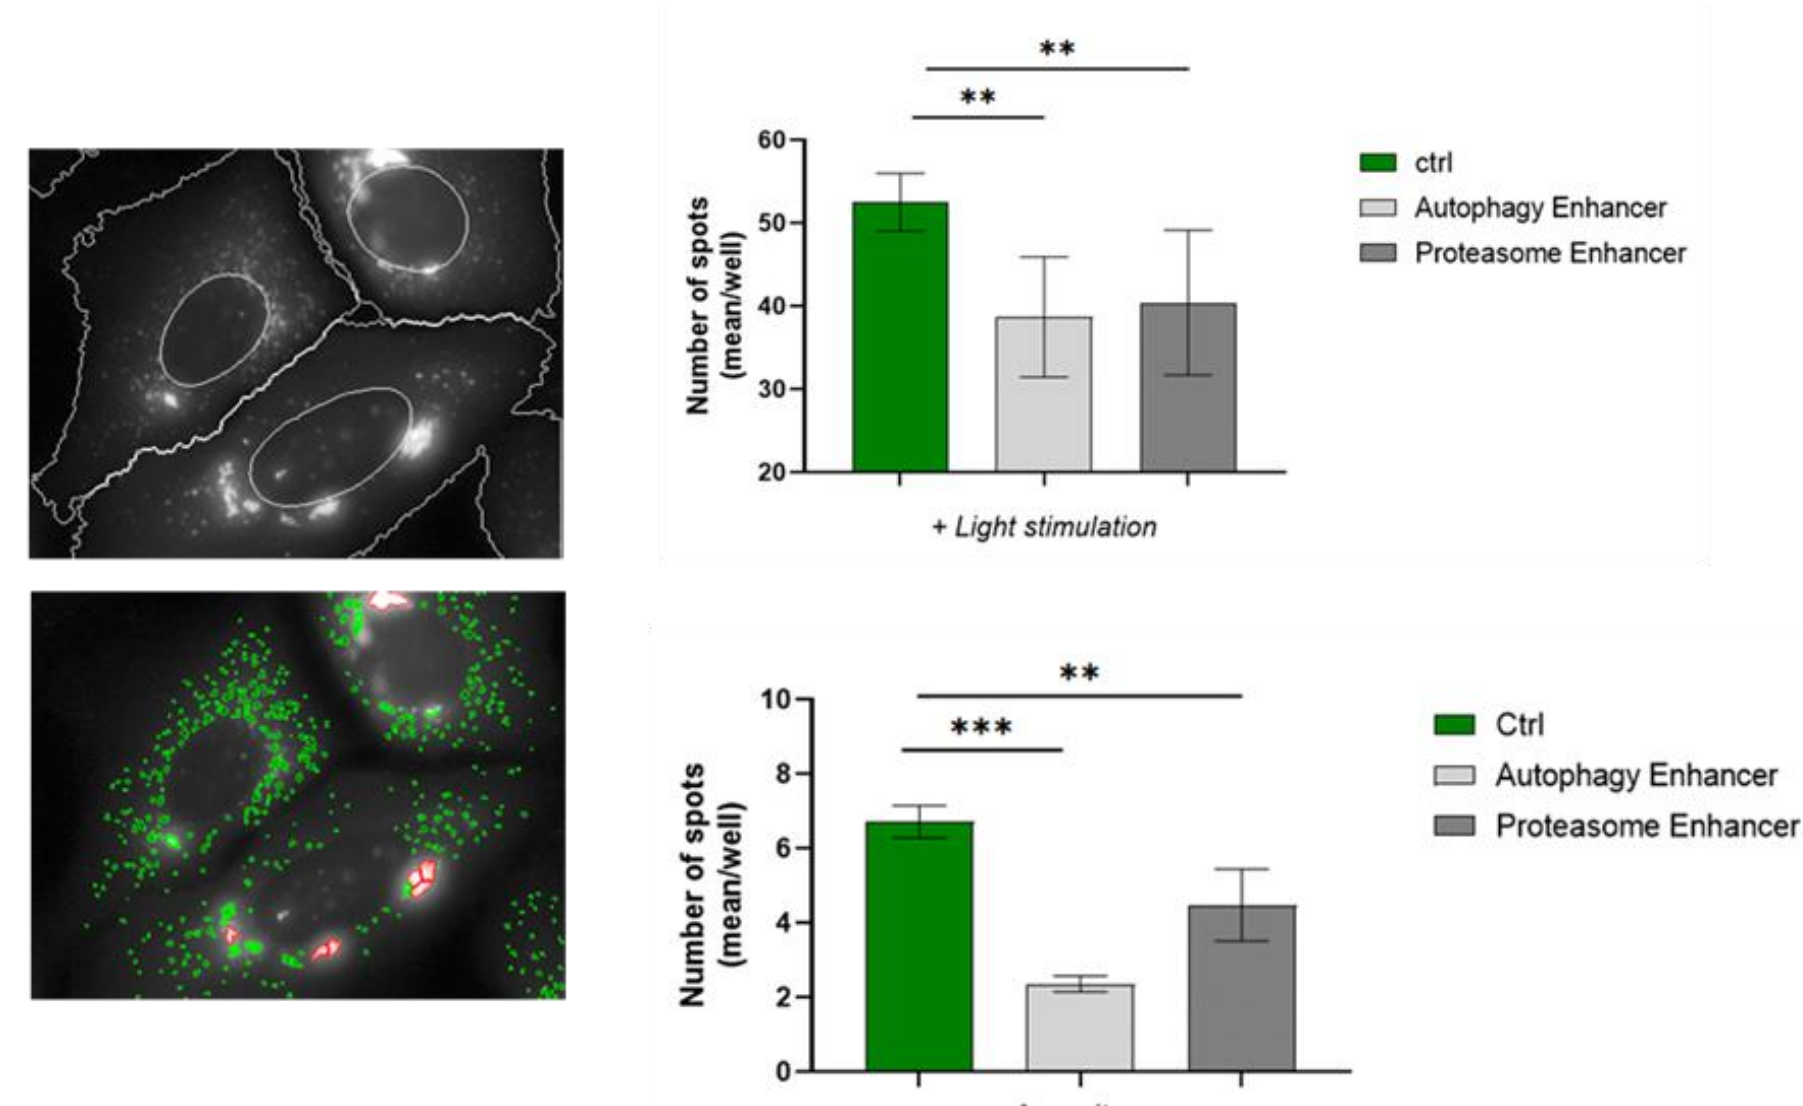 **
**
60
50
40
30
20
Number of spots
(mean/well)
+ Light stimulation
ctrl
Autophagy Enhancer
Proteasome Enhancer
**
***
10
8
6
4
2
0
Number of spots
(mean/well)
Ctrl
Autophagy Enhancer
Proteasome Enhancer